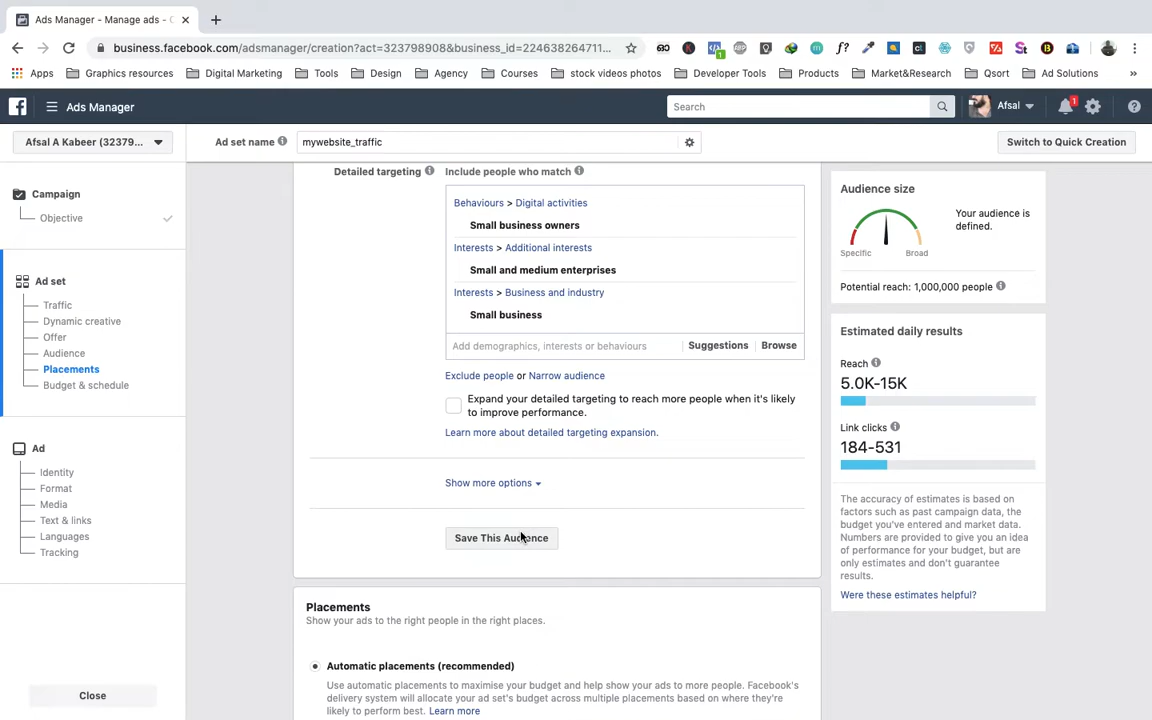 Ads Manager - Manage ads - C
business.facebook.com/adsmanager/creation?act=323798908&business_id=224638264711...
Apps
Graphics resources
Digital Marketing
Tools
Design
Agency
Courses
stock videos photos
Developer Tools
Products
Market&Research
Qsort
Ad Solutions
»
Ads Manager
Search
Afsal
1
Afsal A Kabeer (32379...
Ad set name
mywebsite_traffic
Switch to Quick Creation
Campaign
Objective
Ad set
Traffic
Dynamic creative
Offer
Audience
Placements
Budget & schedule
Ad
Identity
Format
Media
Text & links
Languages
Tracking
Close
Detailed targeting
Include people who match
Behaviours > Digital activities
Small business owners
Interests > Additional interests
Small and medium enterprises
Interests > Business and industry
Small business
Add demographics, interests or behaviours
Suggestions
Browse
Exclude people or Narrow audience
Expand your detailed targeting to reach more people when it's likely
to improve performance.
Learn more about detailed targeting expansion.
Show more options
Save This Audience
Placements
Show your ads to the right people in the right places.
Automatic placements (recommended)
Use automatic placements to maximise your budget and help show your ads to more people. Facebook's
delivery system will allocate your ad set's budget across multiple placements based on where they're
likely to perform best. Learn more
Audience size
Your audience is
defined.
Specific
Broad
Potential reach: 1,000,000 people
Estimated daily results
Reach
5.0K-15K
Link clicks
184-531
The accuracy of estimates is based on
factors such as past campaign data, the
budget you've entered and market data.
Numbers are provided to give you an idea
of performance for your budget, but are
only estimates and don't guarantee
results.
Were these estimates helpful?